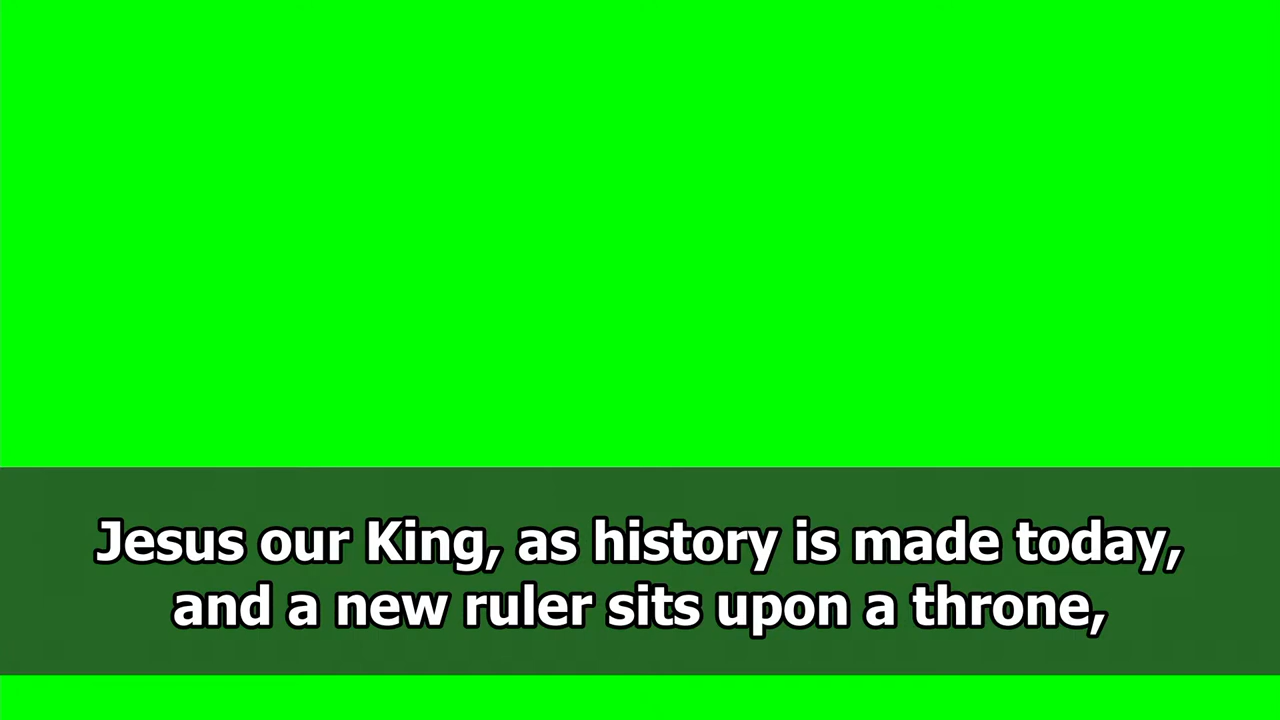 Jesus our King, as history is made today,
and a new ruler sits upon a throne,